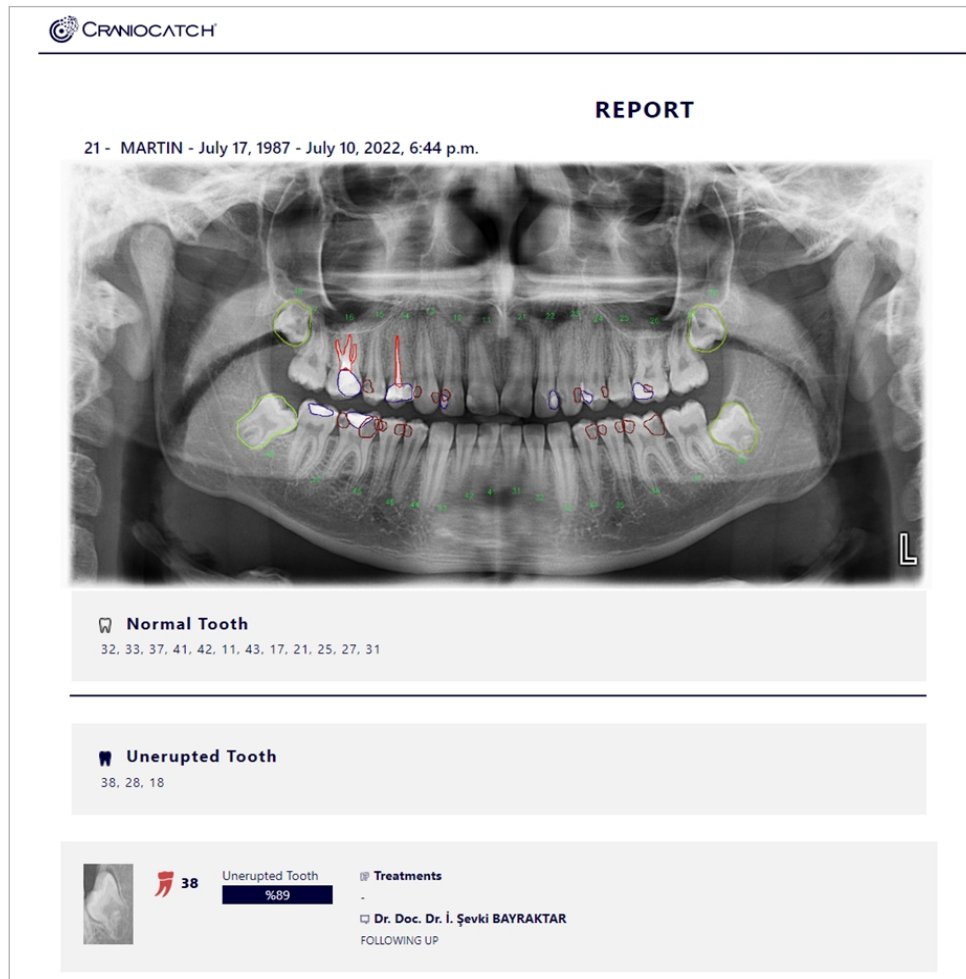 CRANIOCATCH
REPORT
21 - MARTIN - July 17, 1987 - July 10, 2022, 6:44 p.m.
L
Normal Tooth
32, 33, 37, 41, 42, 11, 43, 17, 21, 25, 27, 31
Unerupted Tooth
38, 28, 18
38
Unerupted Tooth
%89
Treatments
-
Dr. Doc. Dr. İ. Şevki BAYRAKTAR
FOLLOWING UP